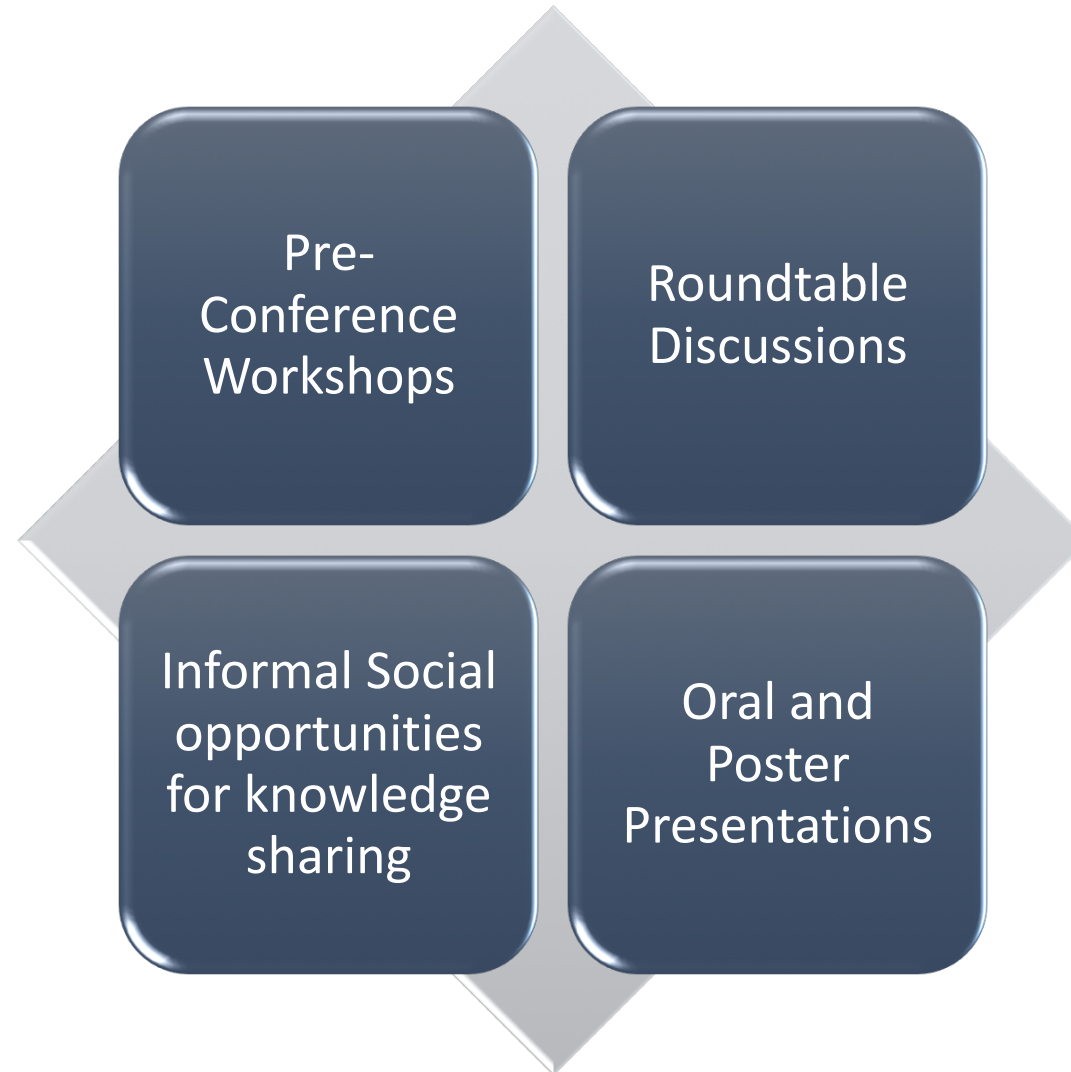 Pre-
Conference
Workshops
Roundtable
Discussions
Informal Social
opportunities
for knowledge
sharing
Oral and
Poster
Presentations